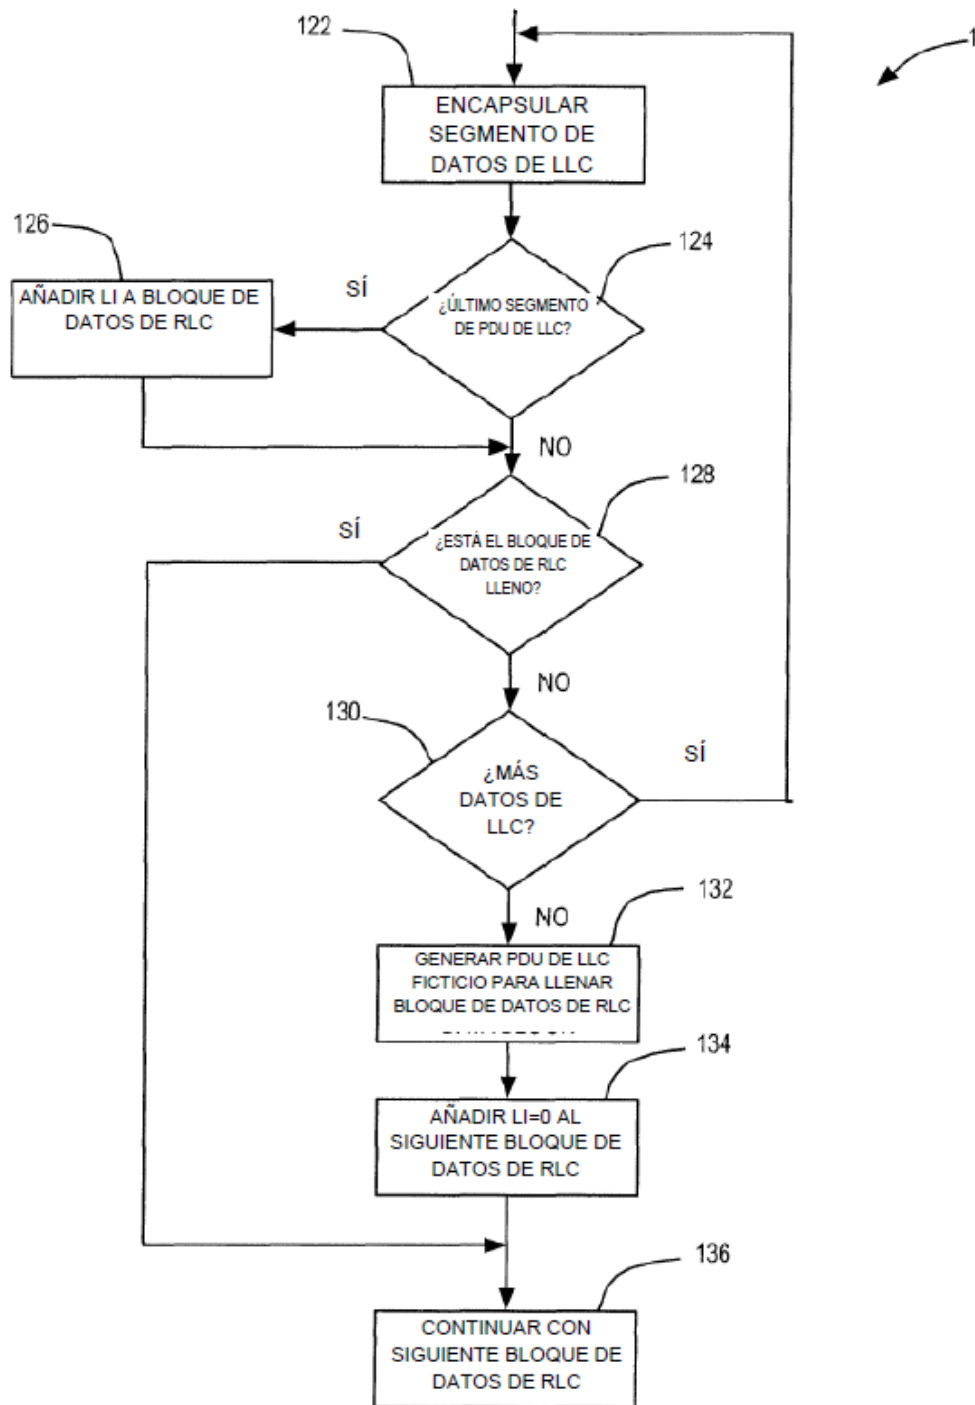 122
1
ENCAPSULAR
SEGMENTO DE
DATOS DE LLC
126
124
SÍ
AÑADIR LI A BLOQUE DE
DATOS DE RLC
¿ÚLTIMO SEGMENTO
DE PDU DE LLC?
NO
128
SÍ
¿ESTÁ EL BLOQUE DE
DATOS DE RLC
LLENO?
NO
130
SÍ
¿MÁS
DATOS DE
LLC?
132
NO
GENERAR PDU DE LLC
FICTICIO PARA LLENAR
BLOQUE DE DATOS DE RLC
134
AÑADIR LI=0 AL
SIGUIENTE BLOQUE DE
DATOS DE RLC
136
CONTINUAR CON
SIGUIENTE BLOQUE DE
DATOS DE RLC